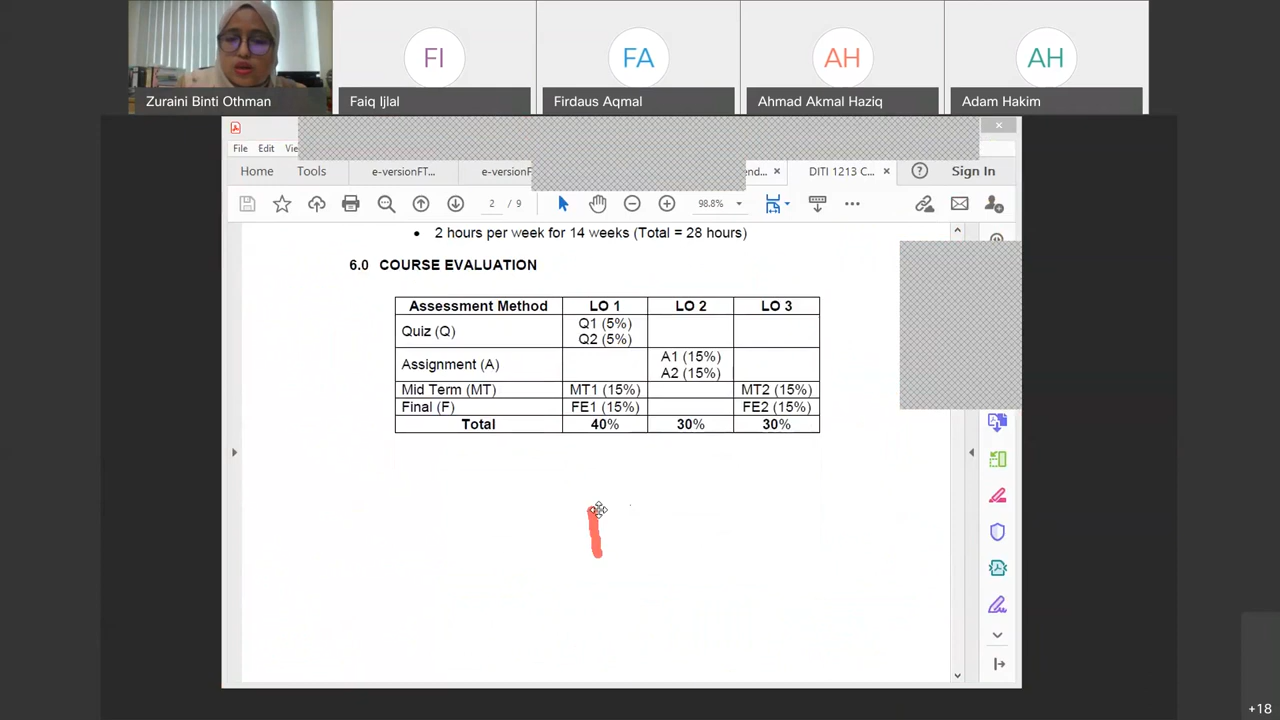 FI
FA
AH
AH
Zuraini Binti Othman
Faiq Ijlal
Firdaus Aqmal
Ahmad Akmal Haziq
Adam Hakim
File Edit
Home Tools e-versionFT... e-versionF end... DITI 1213 C... Sign In
2 / 9 98.8%
• 2 hours per week for 14 weeks (Total = 28 hours)
6.0 COURSE EVALUATION
Assessment Method LO 1 LO 2 LO 3
Quiz (Q) Q1 (5%)
Q2 (5%)
Assignment (A) A1 (15%)
A2 (15%)
Mid Term (MT) MT1 (15%) MT2 (15%)
Final (F) FE1 (15%) FE2 (15%)
Total 40% 30% 30%
+18